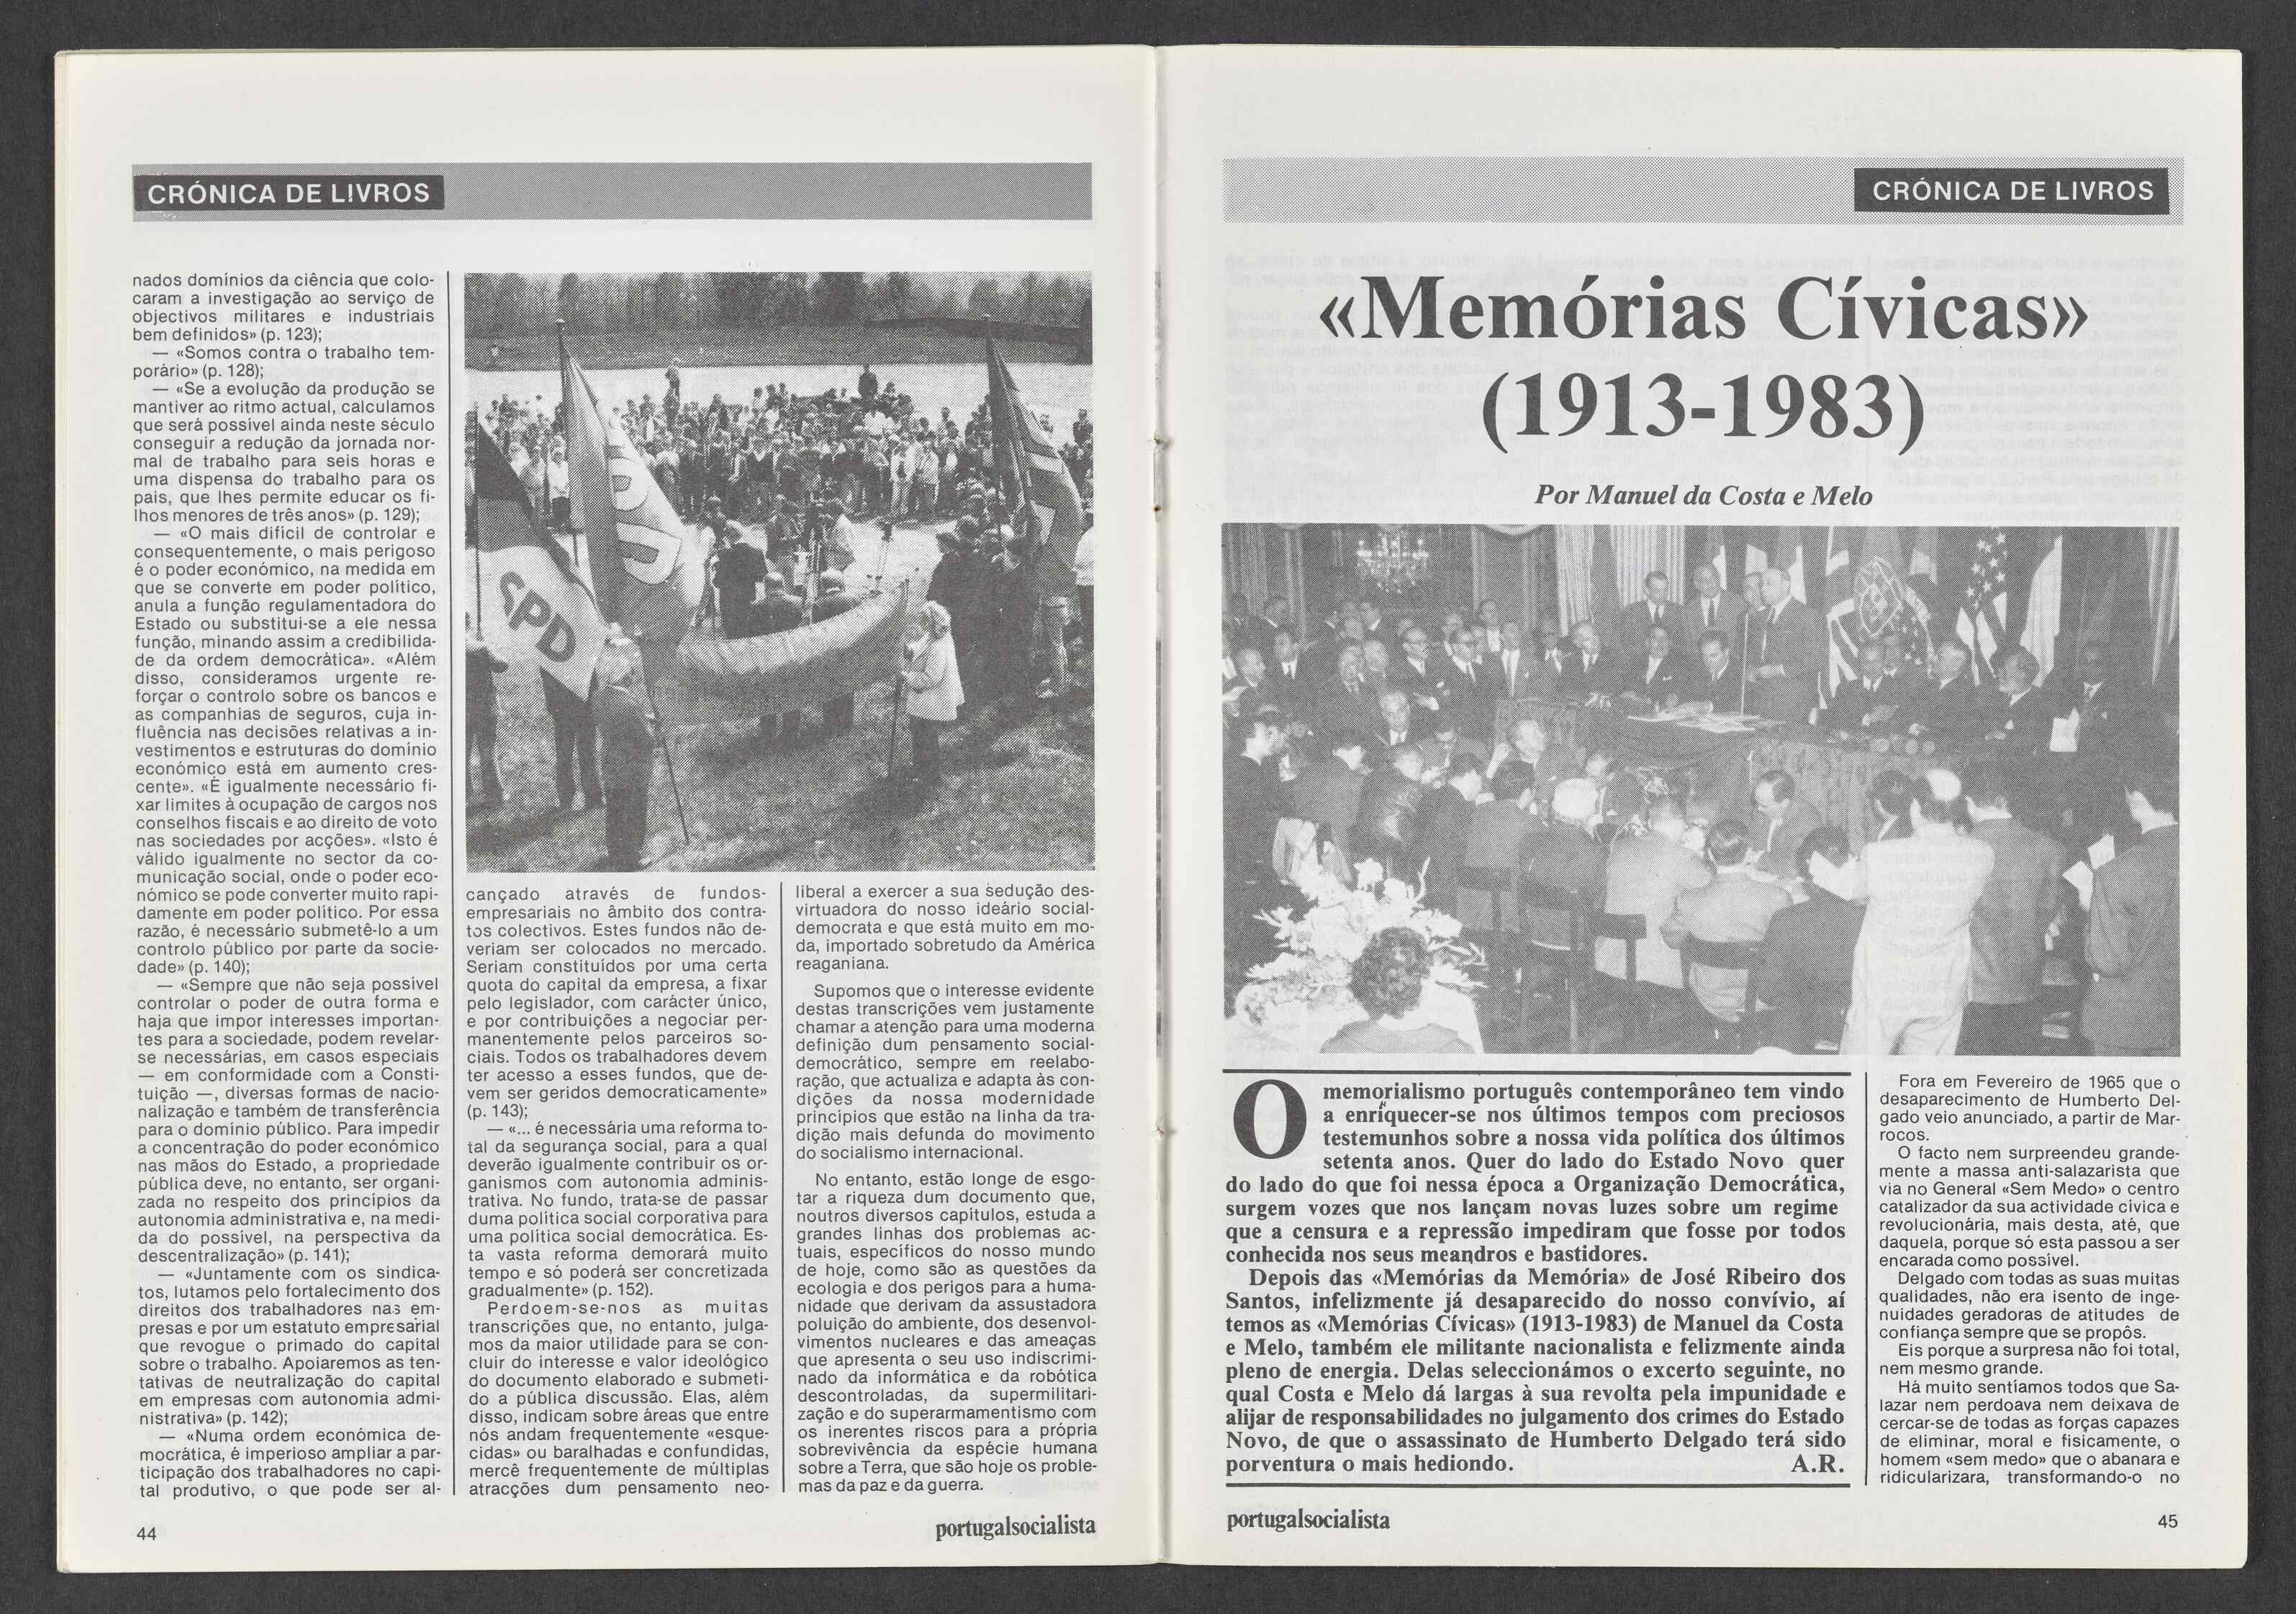 CRÓNICA DE LIVROS
nados domínios da ciência que colo-
caram a investigação ao serviço de
objectivos militares e industriais
bem definidos» (p. 123);
— «Somos contra o trabalho tem-
porário» (p. 128);
— «Se a evolução da produção se
mantiver ao ritmo actual, calculamos
que será possível ainda neste século
conseguir a redução da jornada nor-
mal de trabalho para seis horas e
uma dispensa do trabalho para os
pais, que lhes permite educar os fi-
lhos menores de três anos» (p. 129);
— «O mais difícil de controlar e
consequentemente, o mais perigoso
é o poder económico, na medida em
que se converte em poder político,
anula a função regulamentadora do
Estado ou substitui-se a ele nessa
função, minando assim a credibilida-
de da ordem democrática». «Além
disso, consideramos urgente re-
forçar o controlo sobre os bancos e
as companhias de seguros, cuja in-
fluência nas decisões relativas a in-
vestimentos e estruturas do domínio
económico está em aumento cres-
cente». «É igualmente necessário fi-
xar limites à ocupação de cargos nos
conselhos fiscais e ao direito de voto
nas sociedades por acções». «Isto é
válido igualmente no sector da co-
municação social, onde o poder eco-
nómico se pode converter muito rapi-
damente em poder político. Por essa
razão, é necessário submetê-lo a um
controlo público por parte da socie-
dade» (p. 140);
— «Sempre que não seja possível
controlar o poder de outra forma e
haja que impor interesses importan-
tes para a sociedade, podem revelar-
se necessárias, em casos especiais
— em conformidade com a Consti-
tuição —, diversas formas de nacio-
nalização e também de transferência
para o domínio público. Para impedir
a concentração do poder económico
nas mãos do Estado, a propriedade
pública deve, no entanto, ser organi-
zada no respeito dos princípios da
autonomia administrativa e, na medi-
da do possível, na perspectiva da
descentralização» (p. 141);
— «Juntamente com os sindica-
tos, lutamos pelo fortalecimento dos
direitos dos trabalhadores nas em-
presas e por um estatuto empresarial
que revogue o primado do capital
sobre o trabalho. Apoiaremos as ten-
tativas de neutralização do capital
em empresas com autonomia admi-
nistrativa» (p. 142);
— «Numa ordem económica de-
mocrática, é imperioso ampliar a par-
ticipação dos trabalhadores no capi-
tal produtivo, o que pode ser al-
SPD
cançado através de fundos-
empresariais no âmbito dos contra-
tos colectivos. Estes fundos não de-
veriam ser colocados no mercado.
Seriam constituídos por uma certa
quota do capital da empresa, a fixar
pelo legislador, com carácter único,
e por contribuições a negociar per-
manentemente pelos parceiros so-
ciais. Todos os trabalhadores devem
ter acesso a esses fundos, que de-
vem ser geridos democraticamente»
(p. 143);
— «... é necessária uma reforma to-
tal da segurança social, para a qual
deverão igualmente contribuir os or-
ganismos com autonomia adminis-
trativa. No fundo, trata-se de passar
duma política social corporativa para
uma política social democrática. Es-
ta vasta reforma demorará muito
tempo e só poderá ser concretizada
gradualmente» (p. 152).
Perdoem-se-nos as muitas
transcrições que, no entanto, julga-
mos da maior utilidade para se con-
cluir do interesse e valor ideológico
do documento elaborado e submeti-
do a pública discussão. Elas, além
disso, indicam sobre áreas que entre
nós andam frequentemente «esque-
cidas» ou baralhadas e confundidas,
mercê frequentemente de múltiplas
atracções dum pensamento neo-
liberal a exercer a sua sedução des-
virtuadora do nosso ideário social-
democrata e que está muito em mo-
da, importado sobretudo da América
reaganiana.
Supomos que o interesse evidente
destas transcrições vem justamente
chamar a atenção para uma moderna
definição dum pensamento social-
democrático, sempre em reelabo-
ração, que actualiza e adapta às con-
dições da nossa modernidade
princípios que estão na linha da tra-
dição mais defunda do movimento
do socialismo internacional.
No entanto, estão longe de esgo-
tar a riqueza dum documento que,
noutros diversos capítulos, estuda a
grandes linhas dos problemas ac-
tuais, específicos do nosso mundo
de hoje, como são as questões da
ecologia e dos perigos para a huma-
nidade que derivam da assustadora
poluição do ambiente, dos desenvol-
vimentos nucleares e das ameaças
que apresenta o seu uso indiscrimi-
nado da informática e da robótica
descontroladas, da supermilitari-
zação e do superarmamentismo com
os inerentes riscos para a própria
sobrevivência da espécie humana
sobre a Terra, que são hoje os proble-
mas da paz e da guerra.
44
portugalsocialista
CRÓNICA DE LIVROS
«Memórias Cívicas»
(1913-1983)
Por Manuel da Costa e Melo
O memorialismo português contemporâneo tem vindo
a enriquecer-se nos últimos tempos com preciosos
testemunhos sobre a nossa vida política dos últimos
setenta anos. Quer do lado do Estado Novo quer
do lado do que foi nessa época a Organização Democrática,
surgem vozes que nos lançam novas luzes sobre um regime
que a censura e a repressão impediram que fosse por todos
conhecida nos seus meandros e bastidores.
Depois das «Memórias da Memória» de José Ribeiro dos
Santos, infelizmente já desaparecido do nosso convívio, aí
temos as «Memórias Cívicas» (1913-1983) de Manuel da Costa
e Melo, também ele militante nacionalista e felizmente ainda
pleno de energia. Delas seleccionámos o excerto seguinte, no
qual Costa e Melo dá largas à sua revolta pela impunidade e
alijar de responsabilidades no julgamento dos crimes do Estado
Novo, de que o assassinato de Humberto Delgado terá sido
porventura o mais hediondo. A.R.
Fora em Fevereiro de 1965 que o
desaparecimento de Humberto Del-
gado veio anunciado, a partir de Mar-
rocos.
O facto nem surpreendeu grande-
mente a massa anti-salazarista que
via no General «Sem Medo» o centro
catalizador da sua actividade cívica e
revolucionária, mais desta, até, que
daquela, porque só esta passou a ser
encarada como possível.
Delgado com todas as suas muitas
qualidades, não era isento de inge-
nuidades geradoras de atitudes de
confiança sempre que se propôs.
Eis porque a surpresa não foi total,
nem mesmo grande.
Há muito sentíamos todos que Sa-
lazar nem perdoava nem deixava de
cercar-se de todas as forças capazes
de eliminar, moral e fisicamente, o
homem «sem medo» que o abanara e
ridicularizara, transformando-o no
portugalsocialista
45